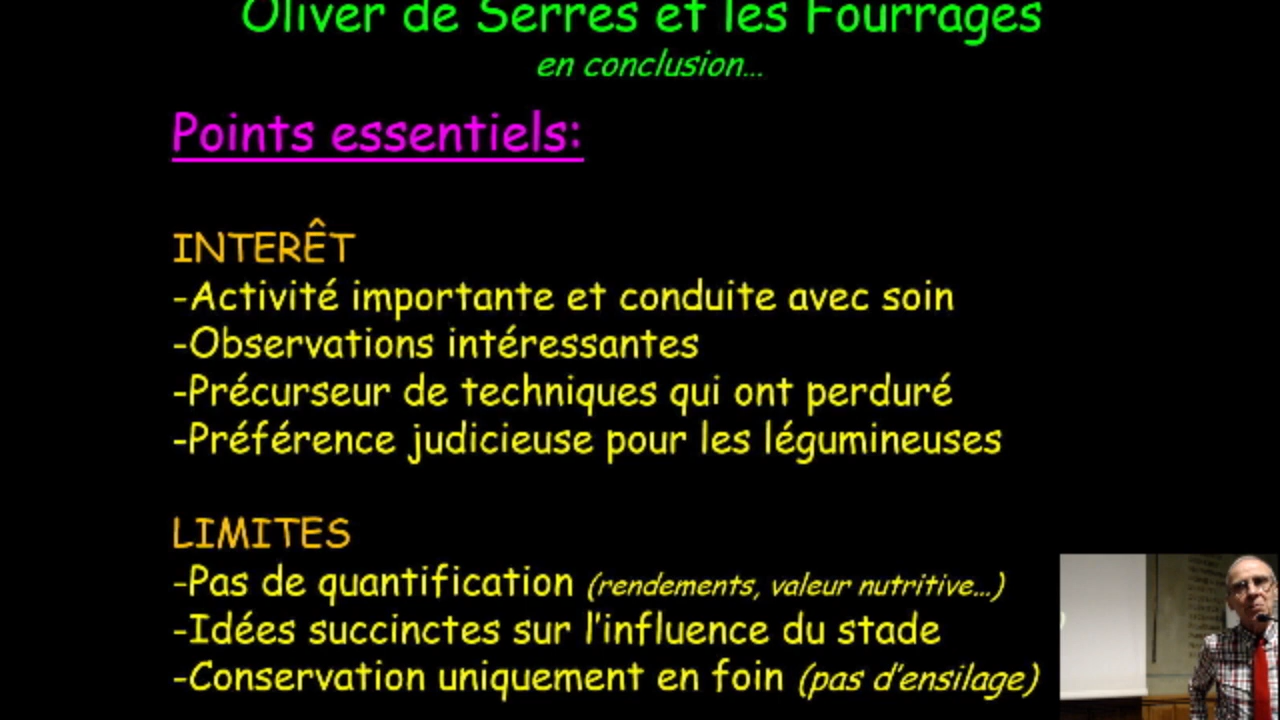 Oliver de Serres et les Fourrages
en conclusion...
Points essentiels:
INTERÊT
-Activité importante et conduite avec soin
-Observations intéressantes
-Précurseur de techniques qui ont perduré
-Préférence judicieuse pour les légumineuses
LIMITES
-Pas de quantification (rendements, valeur nutritive...)
-Idées succinctes sur l'influence du stade
-Conservation uniquement en foin (pas d'ensilage)